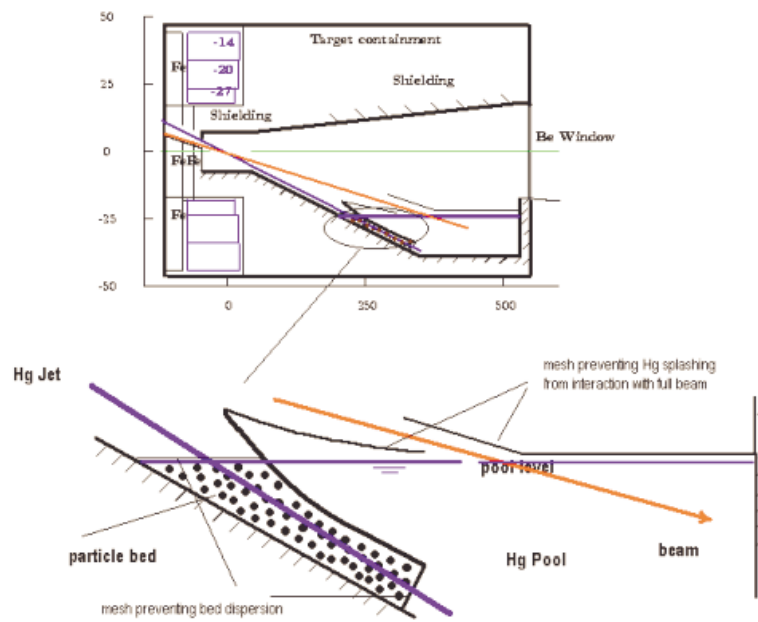 50
Target containment
-14
Fe
-20
Shielding
25
-27
Shielding
Be Window
0
Fe
Fe
Fe
-25
-50
0
250
500
mesh preventing Hg splashing
from interaction with full beam
Hg Jet
pool level
particle bed
Hg Pool
beam
mesh preventing bed dispersion